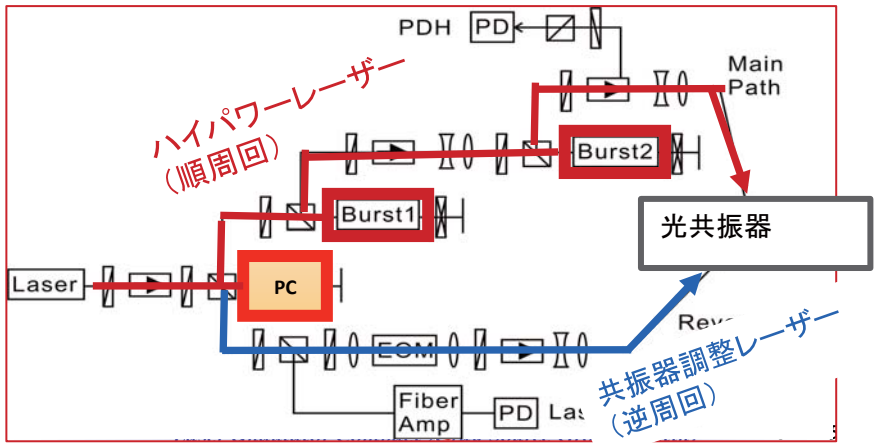 PDH
PD
Main
Path
ハイパワーレーザー
（順周回）
Burst2
Burst1
光共振器
Laser
PC
EOM
共振器調整レーザー
（逆周回）
Fiber
Amp
PD